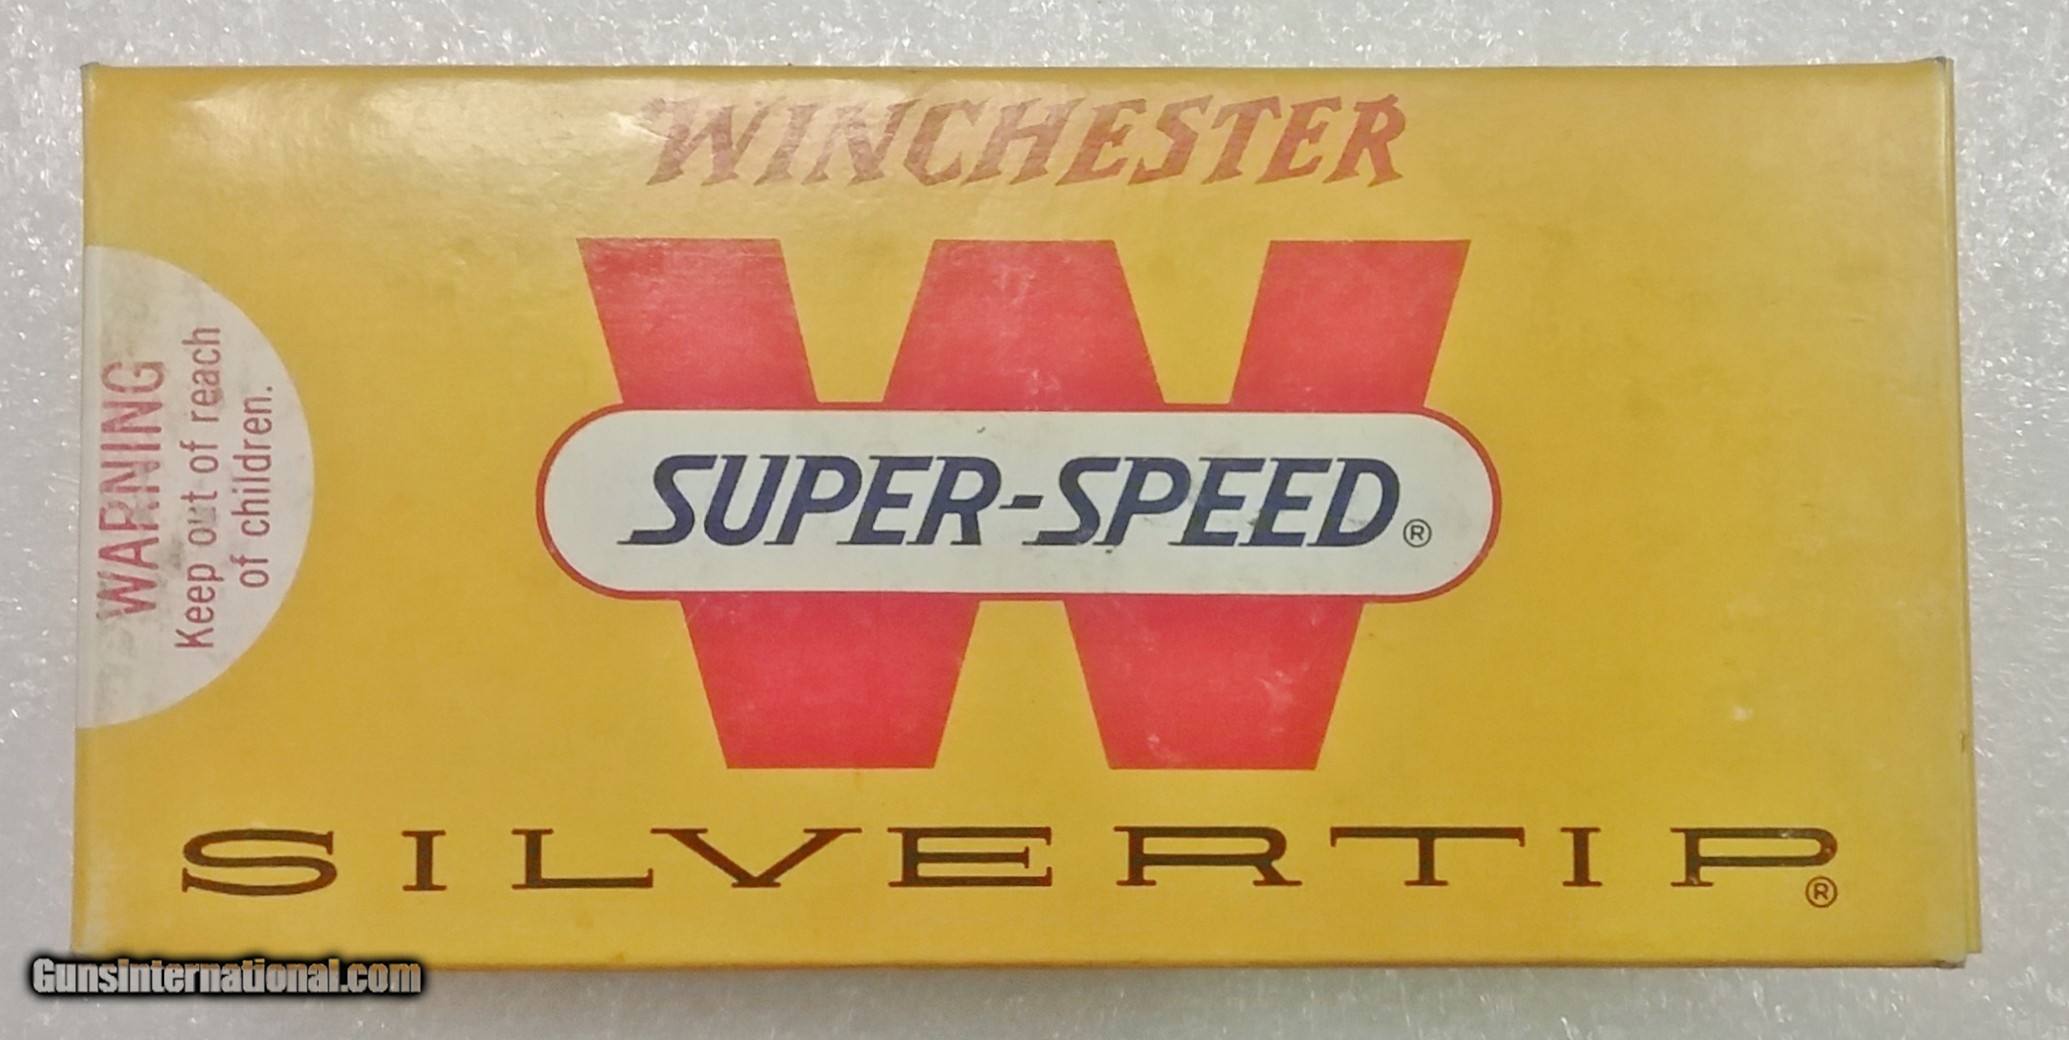 WINCHESTER
SUPER-SPEED®
SILVERTIP®
WARNING
Keep out of reach
of children.
GunsInternational.com